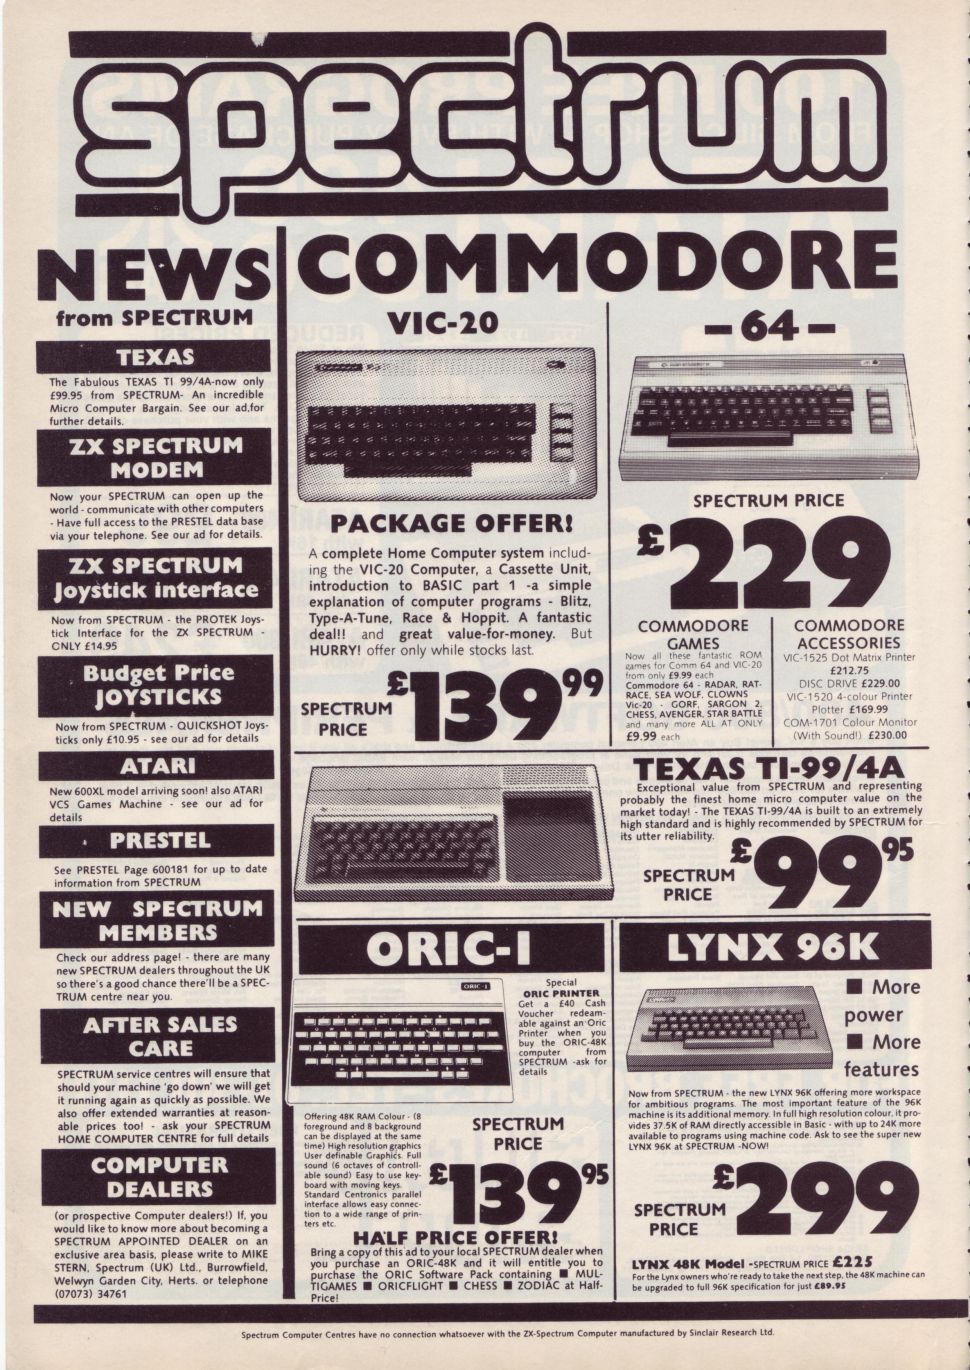 spectrum
NEWS
from SPECTRUM
TEXAS
The Fabulous TEXAS TI 99/4A-now only
£99.95 from SPECTRUM- An incredible
Micro Computer Bargain. See our ad,for
further details.
ZX SPECTRUM
MODEM
Now your SPECTRUM can open up the
world - communicate with other computers
- Have full access to the PRESTEL data base
via your telephone. See our ad for details.
ZX SPECTRUM
Joystick interface
Now from SPECTRUM - the PROTEK Joys-
tick Interface for the ZX SPECTRUM -
ONLY £14.95
Budget Price
JOYSTICKS
Now from SPECTRUM - QUICKSHOT Joys-
ticks only £10.95 - see our ad for details
ATARI
New 600XL model arriving soon! also ATARI
VCS Games Machine - see our ad for
details
PRESTEL
See PRESTEL Page 600181 for up to date
information from SPECTRUM
NEW SPECTRUM
MEMBERS
Check our address page! - there are many
new SPECTRUM dealers throughout the UK
so there's a good chance there'll be a SPEC-
TRUM centre near you.
AFTER SALES
CARE
SPECTRUM service centres will ensure that
should your machine 'go down' we will get
it running again as quickly as possible. We
also offer extended warranties at reason-
able prices too! - ask your SPECTRUM
HOME COMPUTER CENTRE for full details
COMPUTER
DEALERS
(or prospective Computer dealers!) If, you
would like to know more about becoming a
SPECTRUM APPOINTED DEALER on an
exclusive area basis, please write to MIKE
STERN, Spectrum (UK) Ltd., Burrowfield,
Welwyn Garden City, Herts. or telephone
(07073) 34761
COMMODORE
VIC-20
PACKAGE OFFER!
A complete Home Computer system includ-
ing the VIC-20 Computer, a Cassette Unit,
introduction to BASIC part 1 -a simple
explanation of computer programs - Blitz,
Type-A-Tune, Race & Hoppit. A fantastic
deal!! and great value-for-money. But
HURRY! offer only while stocks last.
SPECTRUM
PRICE
£139.99
- 64 -
SPECTRUM PRICE
£229
COMMODORE
GAMES
Now all these fantastic ROM
games for Comm 64 and VIC-20
from only £9.99 each
Commodore 64 - RADAR, RAT-
RACE, SEA WOLF, CLOWNS
Vic-20 - GORF, SARGON 2,
CHESS, AVENGER, STAR BATTLE
and many more ALL AT ONLY
£9.99 each
COMMODORE
ACCESSORIES
VIC-1525 Dot Matrix Printer
£212.75
DISC DRIVE £229.00
VIC-1520 4-colour Printer
Plotter £169.99
COM-1701 Colour Monitor
(With Sound!) £230.00
TEXAS TI-99/4A
Exceptional value from SPECTRUM and representing
probably the finest home micro computer value on the
market today! - The TEXAS TI-99/4A is built to an extremely
high standard and is highly recommended by SPECTRUM for
its utter reliability.
SPECTRUM
PRICE
£99.95
ORIC-1
ORIC-1
Special
ORIC PRINTER
Get a £40 Cash
Voucher redeem-
able against an Oric
Printer when you
buy the ORIC-48K
computer from
SPECTRUM -ask for
details
Offering 48K RAM Colour - (8
foreground and 8 background
can be displayed at the same
time) High resolution graphics
User definable Graphics. Full
sound (6 octaves of controll-
able sound) Easy to use key-
board with moving keys.
Standard Centronics parallel
interface allows easy connec-
tion to a wide range of prin-
ters etc.
SPECTRUM
PRICE
£139.95
HALF PRICE OFFER!
Bring a copy of this ad to your local SPECTRUM dealer when
you purchase an ORIC-48K and it will entitle you to
purchase the ORIC Software Pack containing ■ MUL-
TIGAMES ■ ORICFLIGHT ■ CHESS ■ ZODIAC at Half-
Price!
LYNX 96K
LYNX
■ More
power
■ More
features
Now from SPECTRUM - the new LYNX 96K offering more workspace
for ambitious programs. The most important feature of the 96K
machine is its additional memory. In full high resolution colour, it pro-
vides 37.5K of RAM directly accessible in Basic - with up to 24K more
available to programs using machine code. Ask to see the super new
LYNX 96K at SPECTRUM -NOW!
SPECTRUM
PRICE
£299
LYNX 48K Model -SPECTRUM PRICE £225
For the Lynx owners who're ready to take the next step, the 48K machine can
be upgraded to full 96K specification for just £89.95
Spectrum Computer Centres have no connection whatsoever with the ZX-Spectrum Computer manufactured by Sinclair Research Ltd.